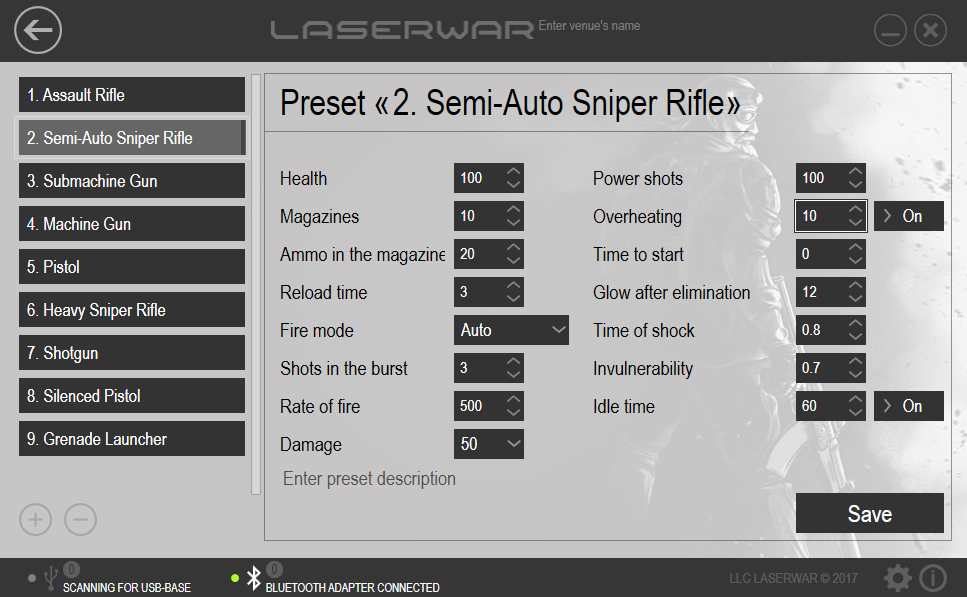 LASERWAR Enter venue's name
1. Assault Rifle
2. Semi-Auto Sniper Rifle
3. Submachine Gun
4. Machine Gun
5. Pistol
6. Heavy Sniper Rifle
7. Shotgun
8. Silenced Pistol
9. Grenade Launcher
Preset «2. Semi-Auto Sniper Rifle»
Health 100
Magazines 10
Ammo in the magazine 20
Reload time 3
Fire mode Auto
Shots in the burst 3
Rate of fire 500
Damage 50
Enter preset description
Power shots 100
Overheating 10 On
Time to start 0
Glow after elimination 12
Time of shock 0.8
Invulnerability 0.7
Idle time 60 On
Save
0
SCANNING FOR USB-BASE
0
BLUETOOTH ADAPTER CONNECTED
LLC LASERWAR © 2017